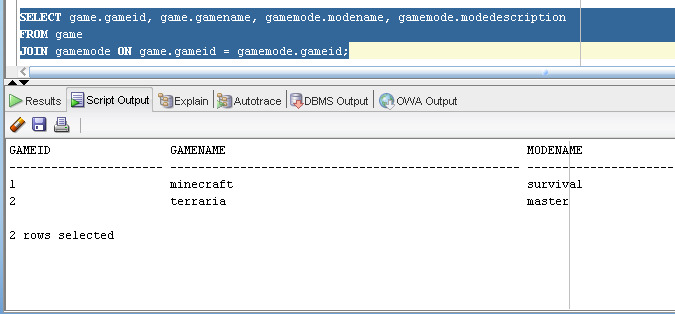 SELECT game.gameid, game.gamename, gamemode.modename, gamemode.modedescription
FROM game
JOIN gamemode ON game.gameid = gamemode.gameid;
Results Script Output Explain Autotrace DBMS Output OWA Output
GAMEID GAMENAME MODENAME
---------------------- -------------------------------------------------- ---------------------
1 minecraft survival
2 terraria master
2 rows selected